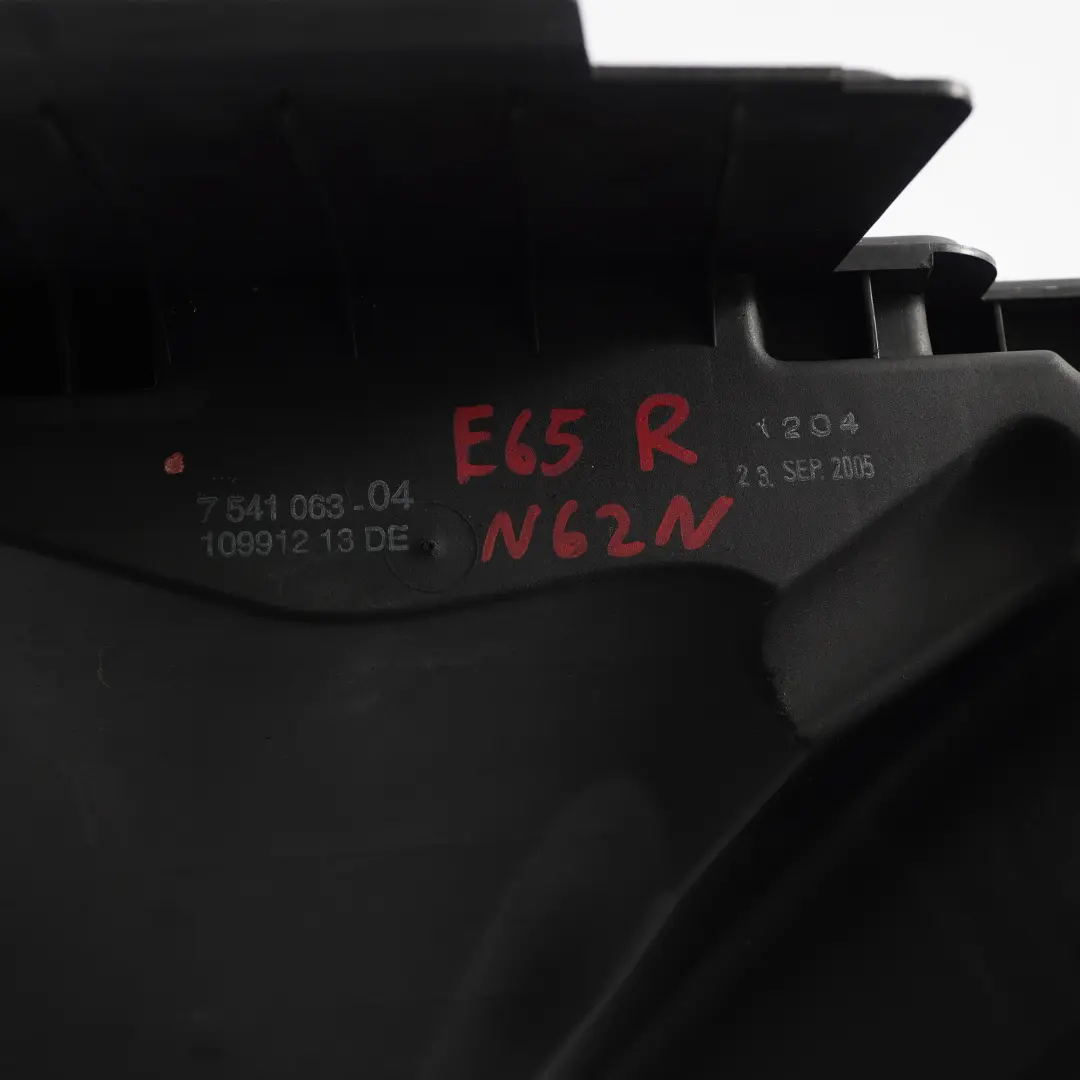 E65 R
1204
23. SEP. 2005
7 541 063-04
109912 13 DE
N62N